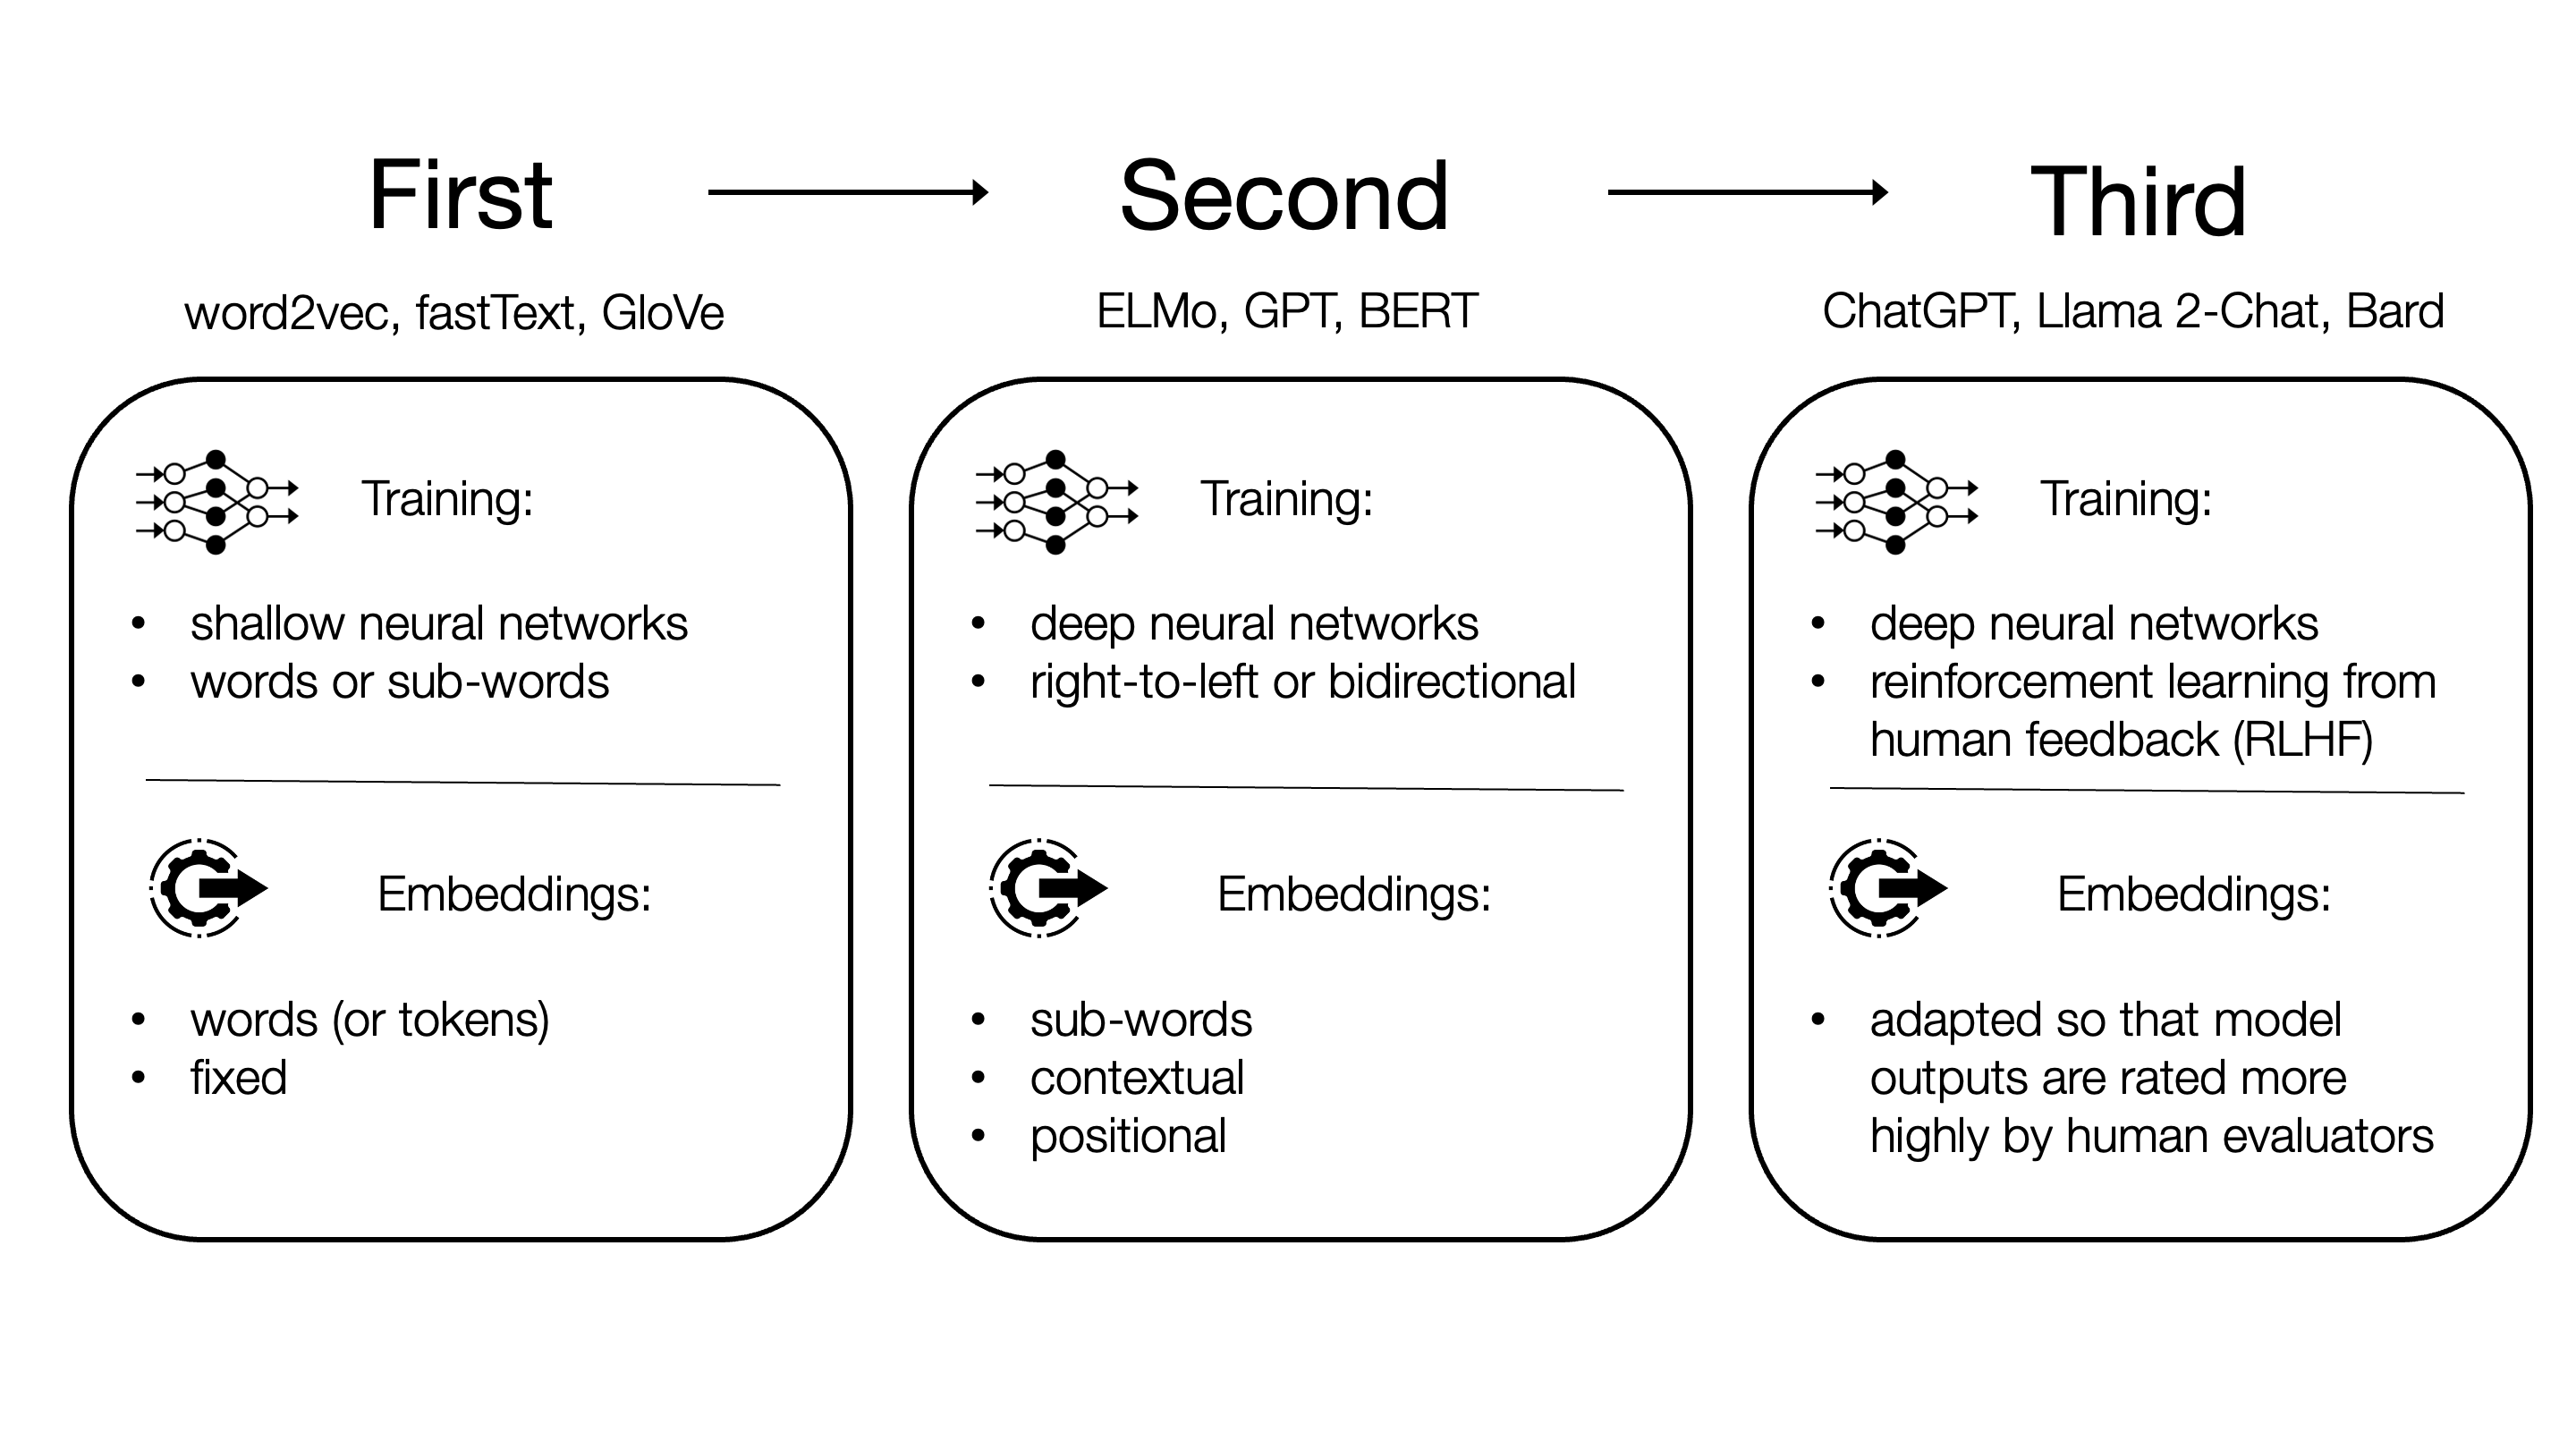 First
Second
Third
word2vec, fastText, GloVe
ELMo, GPT, BERT
ChatGPT, Llama 2-Chat, Bard
Training:
• shallow neural networks
• words or sub-words
Embeddings:
• words (or tokens)
• fixed
Training:
• deep neural networks
• right-to-left or bidirectional
Embeddings:
• sub-words
• contextual
• positional
Training:
• deep neural networks
• reinforcement learning from
human feedback (RLHF)
Embeddings:
• adapted so that model
outputs are rated more
highly by human evaluators